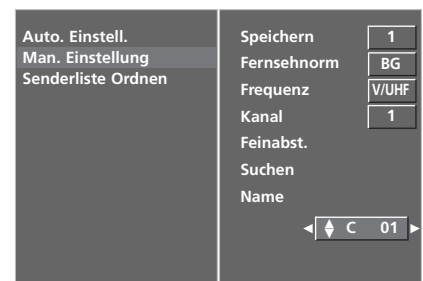 Auto. Einstell.
Man. Einstellung
Senderliste Ordnen
Speichern 1
Fernsehnorm BG
Frequenz V/UHF
Kanal 1
Feinabst.
Suchen
Name
C 01